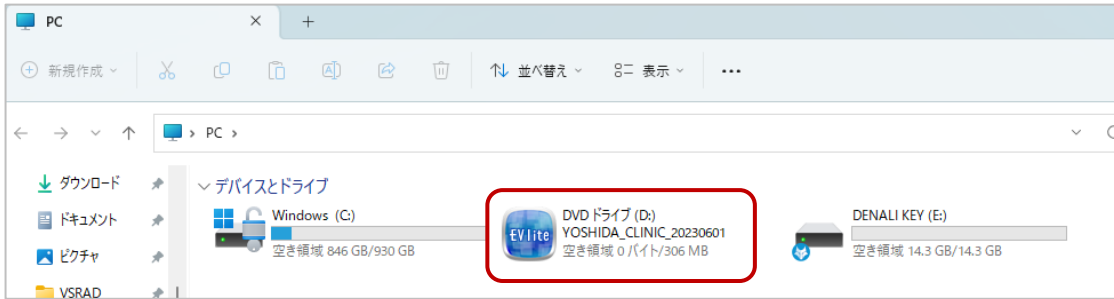 PC
新規作成
並べ替え
表示
PC
ダウンロード
ドキュメント
ピクチャ
VSRAD
デバイスとドライブ
Windows (C:)
空き領域 846 GB/930 GB
EVlite
DVD ドライブ (D:)
YOSHIDA_CLINIC_20230601
空き領域 0 バイト/306 MB
DENALI KEY (E:)
空き領域 14.3 GB/14.3 GB